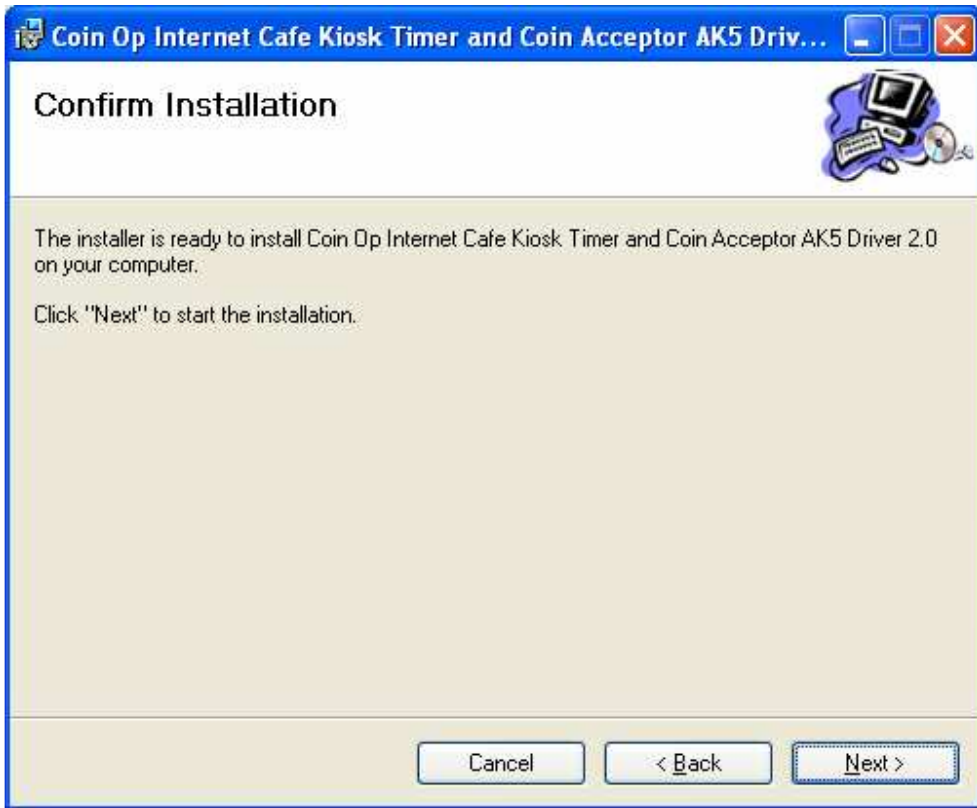 Coin Op Internet Cafe Kiosk Timer and Coin Acceptor AK5 Driv...
Confirm Installation
The installer is ready to install Coin Op Internet Cafe Kiosk Timer and Coin Acceptor AK5 Driver 2.0
on your computer.
Click "Next" to start the installation.
Cancel
< Back
Next >